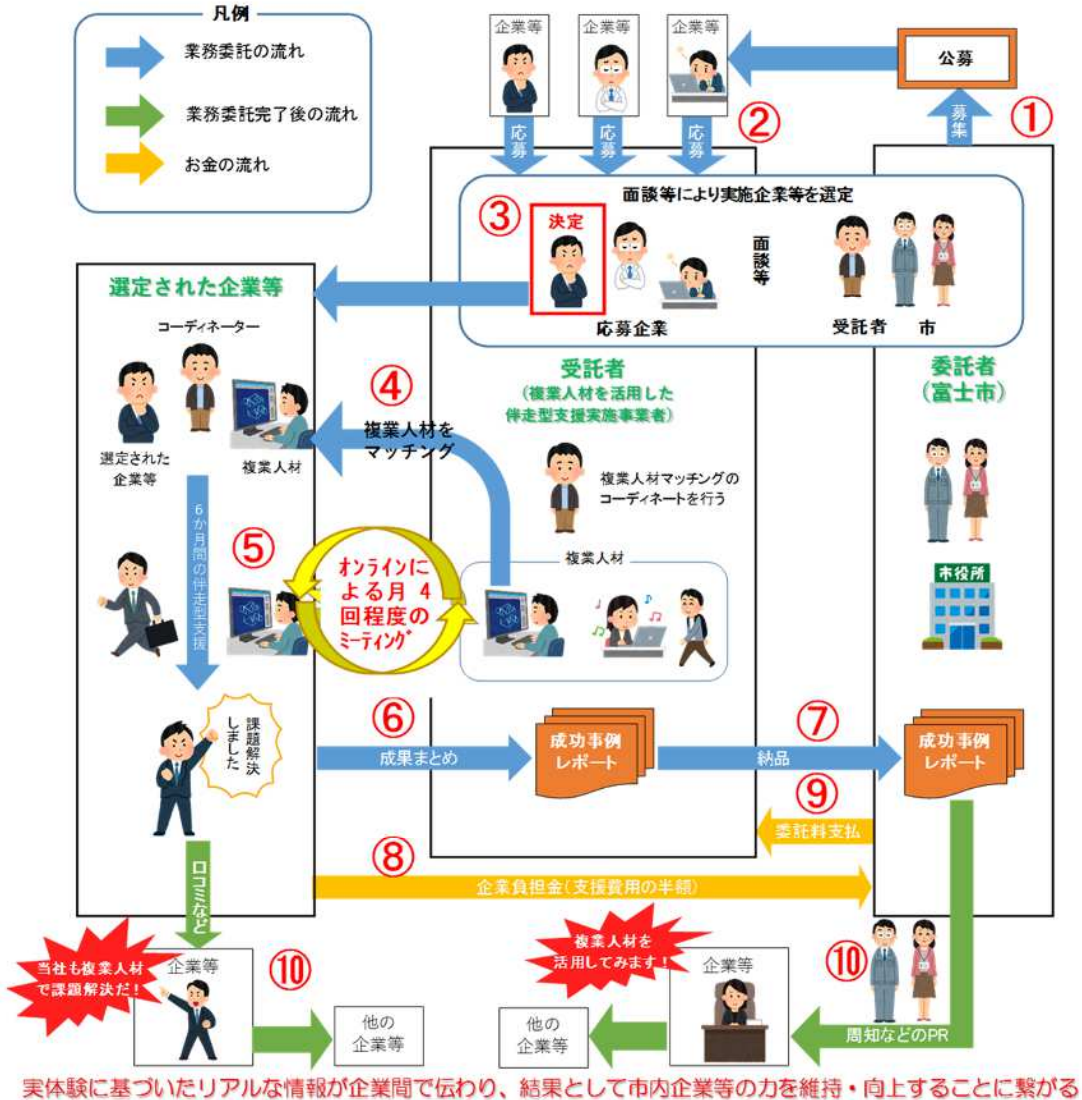 凡例
業務委託の流れ
業務委託完了後の流れ
お金の流れ
企業等
企業等
企業等
公募
募集
①
応募
応募
応募
②
面談等により実施企業等を選定
③
決定
面談等
応募企業
受託者
市
選定された企業等
コーディネーター
選定された
企業等
複業人材
④
複業人材を
マッチング
受託者
(複業人材を活用した
伴走型支援実施事業者)
複業人材マッチングの
コーディネートを行う
複業人材
委託者
(富士市)
市役所
6か月間の伴走型支援
⑤
オンラインに
よる月 4
回程度の
ミーティング
課題解決
しました
⑥
成果まとめ
成功事例
レポート
⑦
納品
成功事例
レポート
⑨
委託料支払
⑧
企業負担金(支援費用の半額)
口コミなど
当社も複業人材
で課題解決だ!
企業等
⑩
他の
企業等
複業人材を
活用してみます!
企業等
他の
企業等
⑩
周知などのPR
実体験に基づいたリアルな情報が企業間で伝わり、結果として市内企業等の力を維持・向上することに繋がる